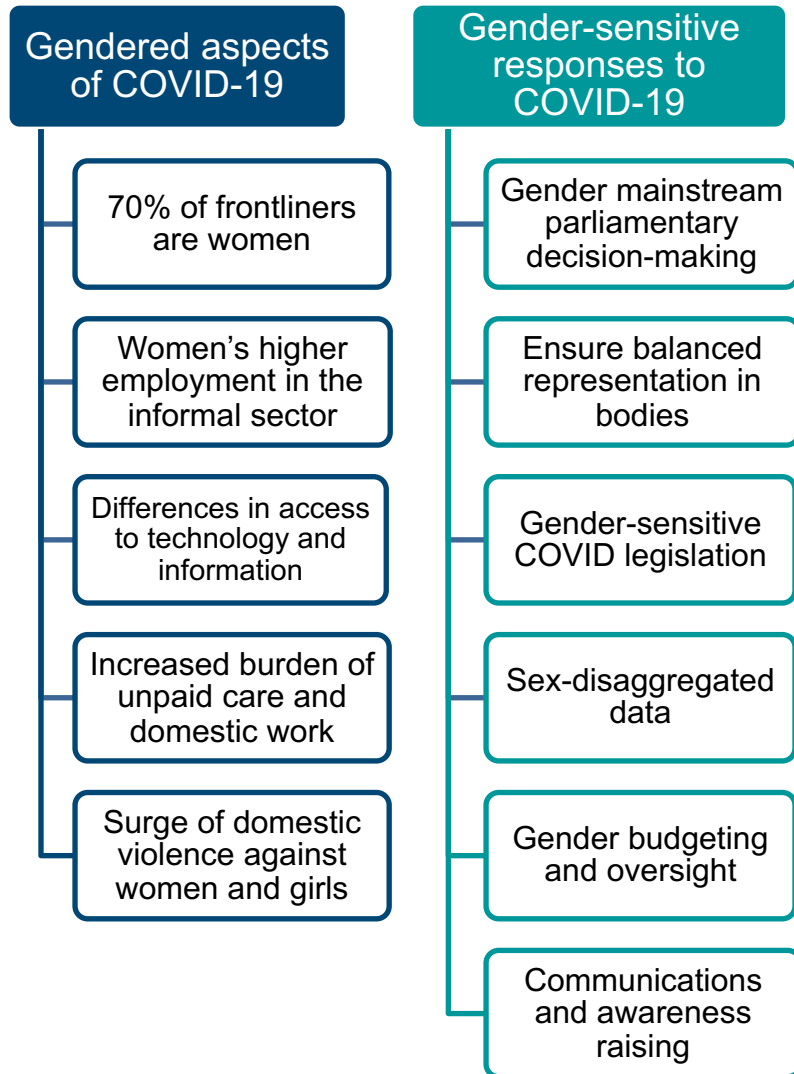 Gendered aspects
of COVID-19
70% of frontliners
are women
Women’s higher
employment in the
informal sector
Differences in access
to technology and
information
Increased burden of
unpaid care and
domestic work
Surge of domestic
violence against
women and girls
Gender-sensitive
responses to
COVID-19
Gender mainstream
parliamentary
decision-making
Ensure balanced
representation in
bodies
Gender-sensitive
COVID legislation
Sex-disaggregated
data
Gender budgeting
and oversight
Communications
and awareness
raising